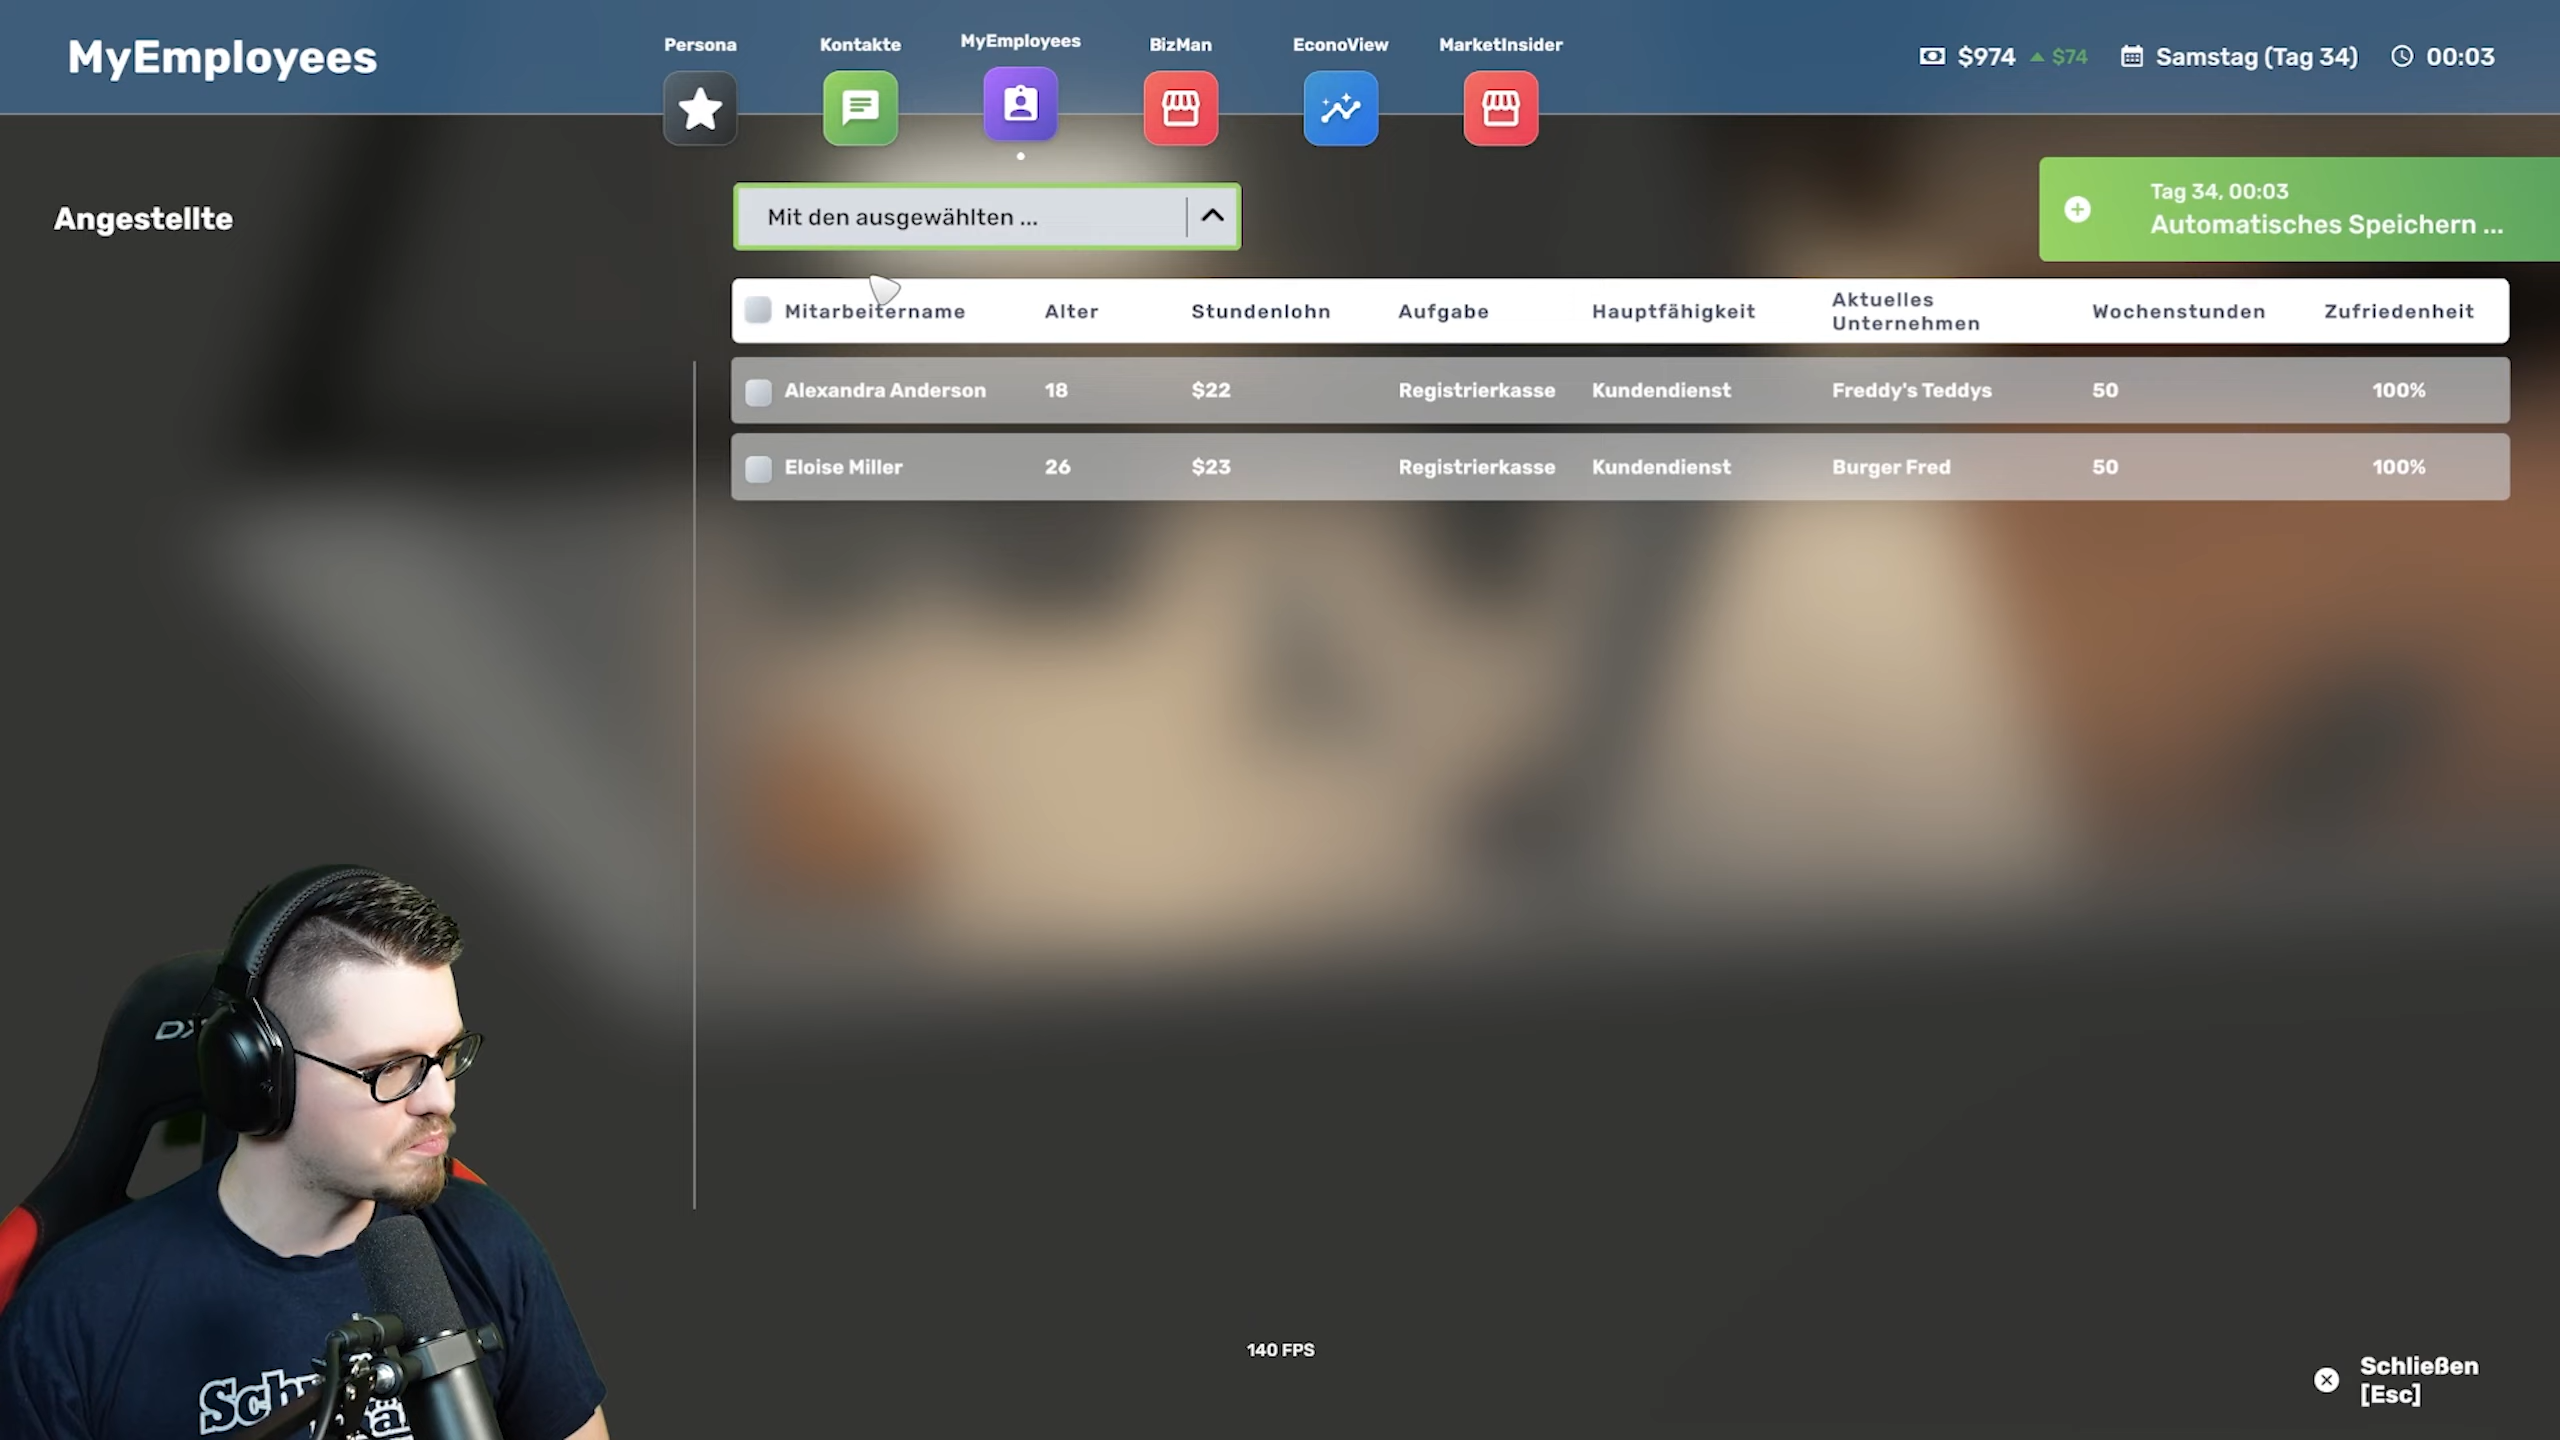 MyEmployees
Persona
Kontakte
MyEmployees
BizMan
EconoView
MarketInsider
$974
$74
Samstag (Tag 34)
00:03
Angestellte
Mit den ausgewählten ...
Tag 34, 00:03
Automatisches Speichern ...
Mitarbeitername Alter Stundenlohn Aufgabe Hauptfähigkeit Aktuelles Unternehmen Wochenstunden Zufriedenheit
Alexandra Anderson 18 $22 Registrierkasse Kundendienst Freddy's Teddys 50 100%
Eloise Miller 26 $23 Registrierkasse Kundendienst Burger Fred 50 100%
140 FPS
Schließen
[Esc]